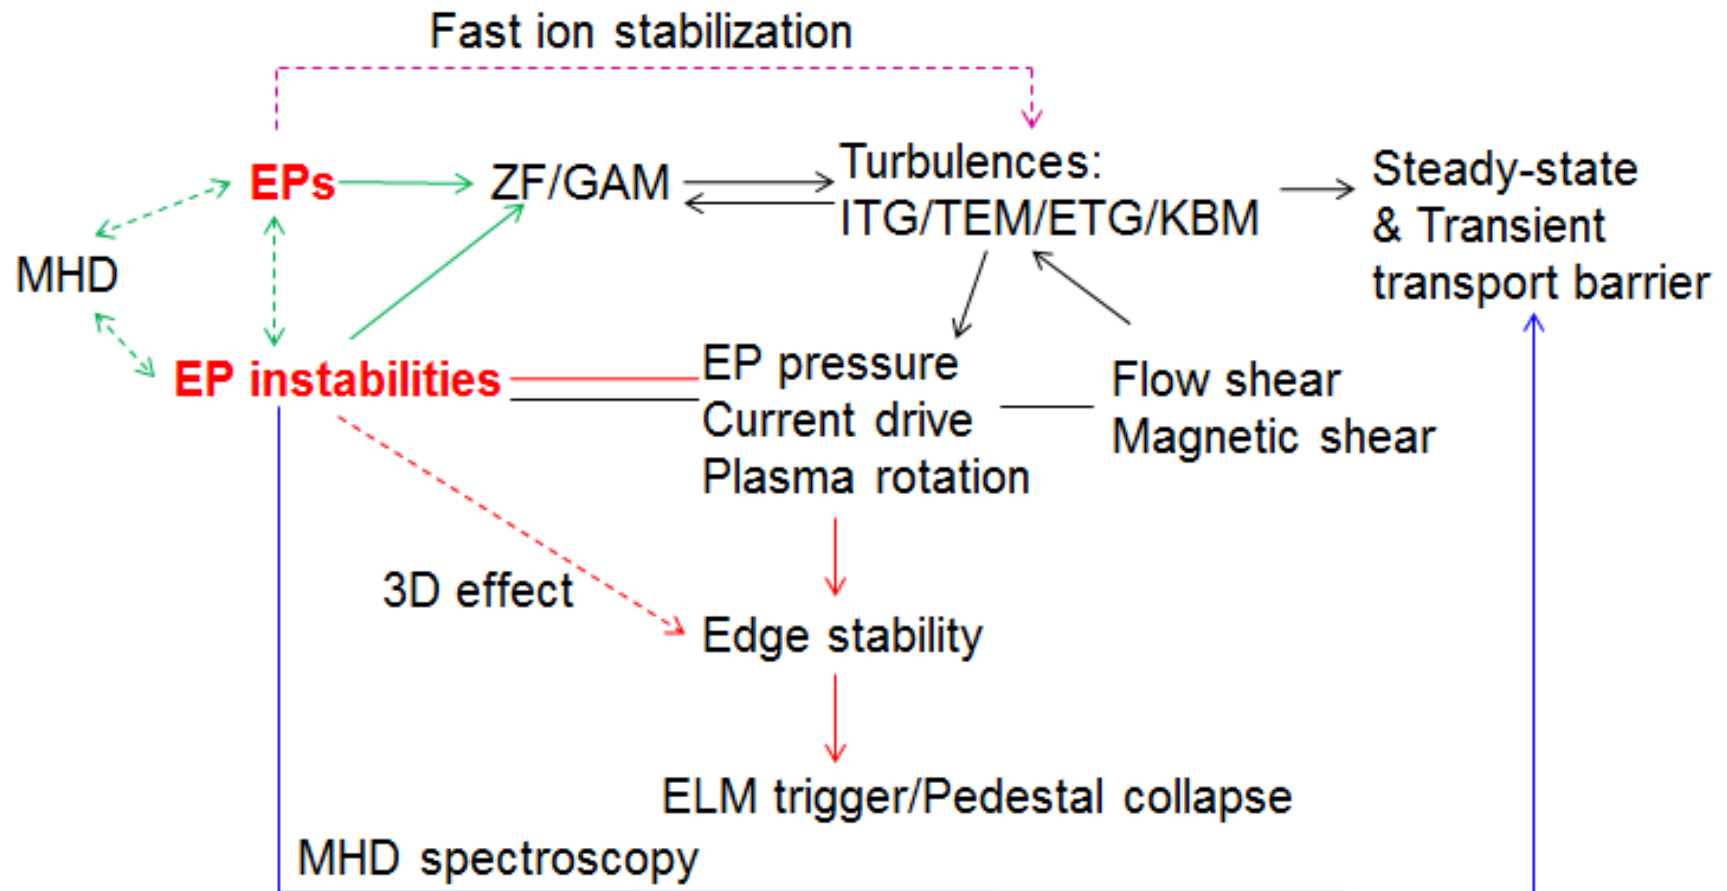 Fast ion stabilization
EPs
ZF/GAM
Turbulences:
ITG/TEM/ETG/KBM
Steady-state
& Transient
transport barrier
MHD
EP instabilities
EP pressure
Current drive
Plasma rotation
Flow shear
Magnetic shear
3D effect
Edge stability
ELM trigger/Pedestal collapse
MHD spectroscopy